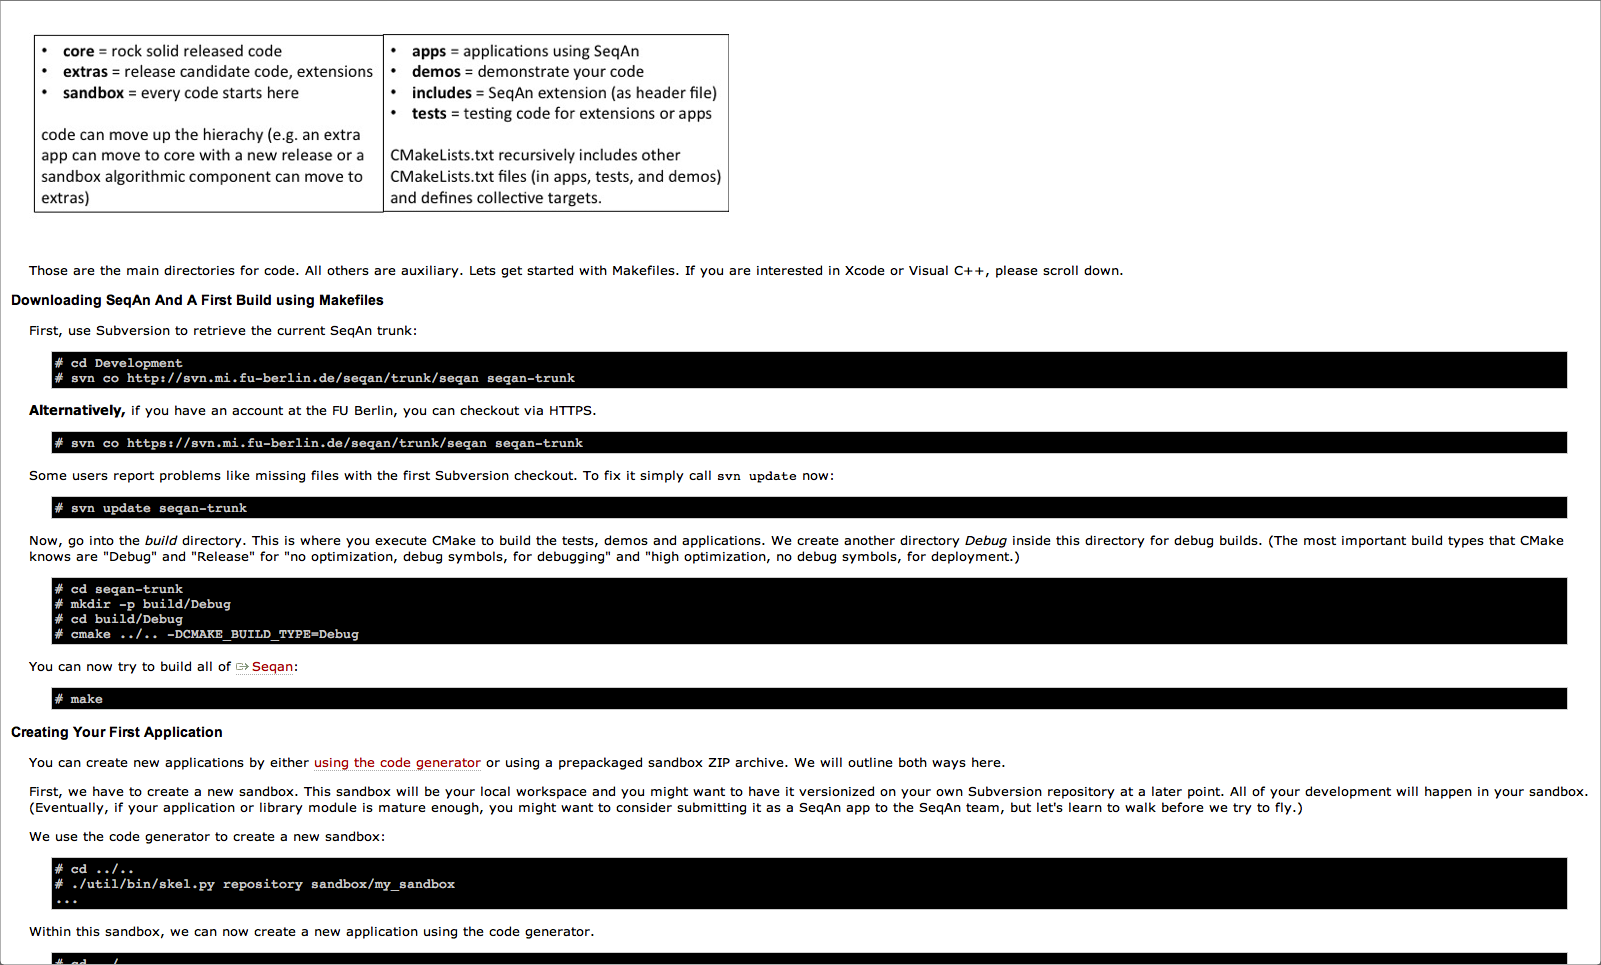 • core = rock solid released code
• extras = release candidate code, extensions
• sandbox = every code starts here
code can move up the hierachy (e.g. an extra
app can move to core with a new release or a
sandbox algorithmic component can move to
extras)
• apps = applications using SeqAn
• demos = demonstrate your code
• includes = SeqAn extension (as header file)
• tests = testing code for extensions or apps
CMakeLists.txt recursively includes other
CMakeLists.txt files (in apps, tests, and demos)
and defines collective targets.
Those are the main directories for code. All others are auxiliary. Lets get started with Makefiles. If you are interested in Xcode or Visual C++, please scroll down.
Downloading SeqAn And A First Build using Makefiles
First, use Subversion to retrieve the current SeqAn trunk:
# cd Development
# svn co http://svn.mi.fu-berlin.de/seqan/trunk/seqan seqan-trunk
Alternatively, if you have an account at the FU Berlin, you can checkout via HTTPS.
# svn co https://svn.mi.fu-berlin.de/seqan/trunk/seqan seqan-trunk
Some users report problems like missing files with the first Subversion checkout. To fix it simply call svn update now:
# svn update seqan-trunk
Now, go into the build directory. This is where you execute CMake to build the tests, demos and applications. We create another directory Debug inside this directory for debug builds. (The most important build types that CMake
knows are "Debug" and "Release" for "no optimization, debug symbols, for debugging" and "high optimization, no debug symbols, for deployment.)
# cd seqan-trunk
# mkdir -p build/Debug
# cd build/Debug
# cmake ../.. -DCMAKE_BUILD_TYPE=Debug
You can now try to build all of Seqan:
# make
Creating Your First Application
You can create new applications by either using the code generator or using a prepackaged sandbox ZIP archive. We will outline both ways here.
First, we have to create a new sandbox. This sandbox will be your local workspace and you might want to have it versionized on your own Subversion repository at a later point. All of your development will happen in your sandbox.
(Eventually, if your application or library module is mature enough, you might want to consider submitting it as a SeqAn app to the SeqAn team, but let's learn to walk before we try to fly.)
We use the code generator to create a new sandbox:
# cd ../..
# ./util/bin/skel.py repository sandbox/my_sandbox
...
Within this sandbox, we can now create a new application using the code generator.